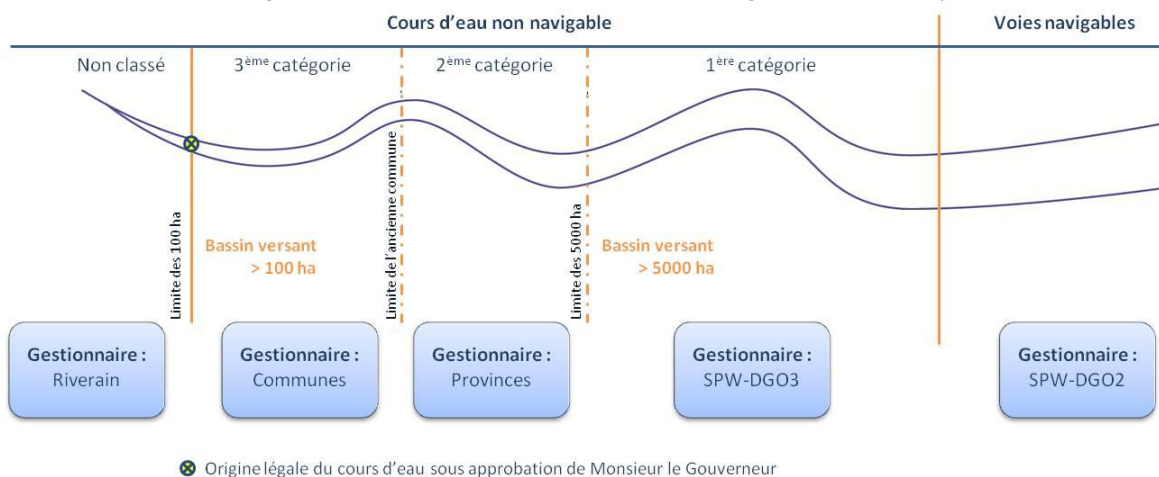 Cours d'eau non navigable
Voies navigables
Non classé
3ème catégorie
2ème catégorie
1ère catégorie
Limite des 100 ha
Bassin versant
> 100 ha
Limite de l'ancienne commune
Limite des 5000 ha
Bassin versant
> 5000 ha
Gestionnaire :
Riverain
Gestionnaire :
Communes
Gestionnaire :
Provinces
Gestionnaire :
SPW-DGO3
Gestionnaire :
SPW-DGO2
Origine légale du cours d'eau sous approbation de Monsieur le Gouverneur